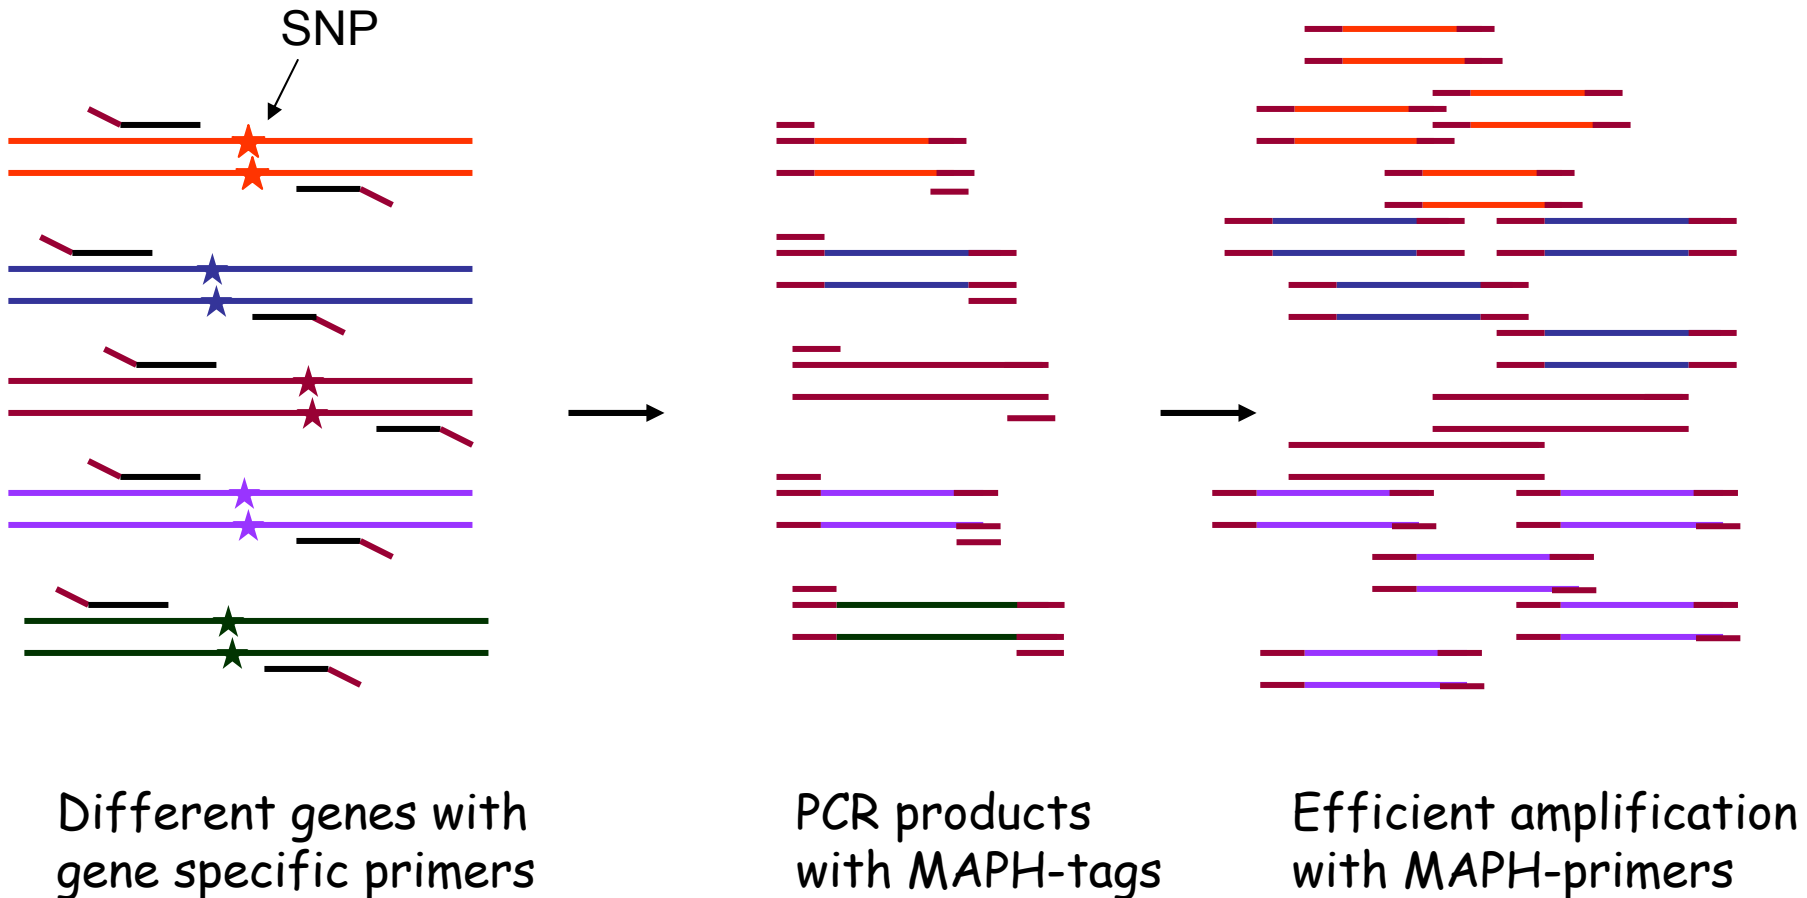 SNP
Different genes with
gene specific primers
PCR products
with MAPH-tags
Efficient amplification
with MAPH-primers